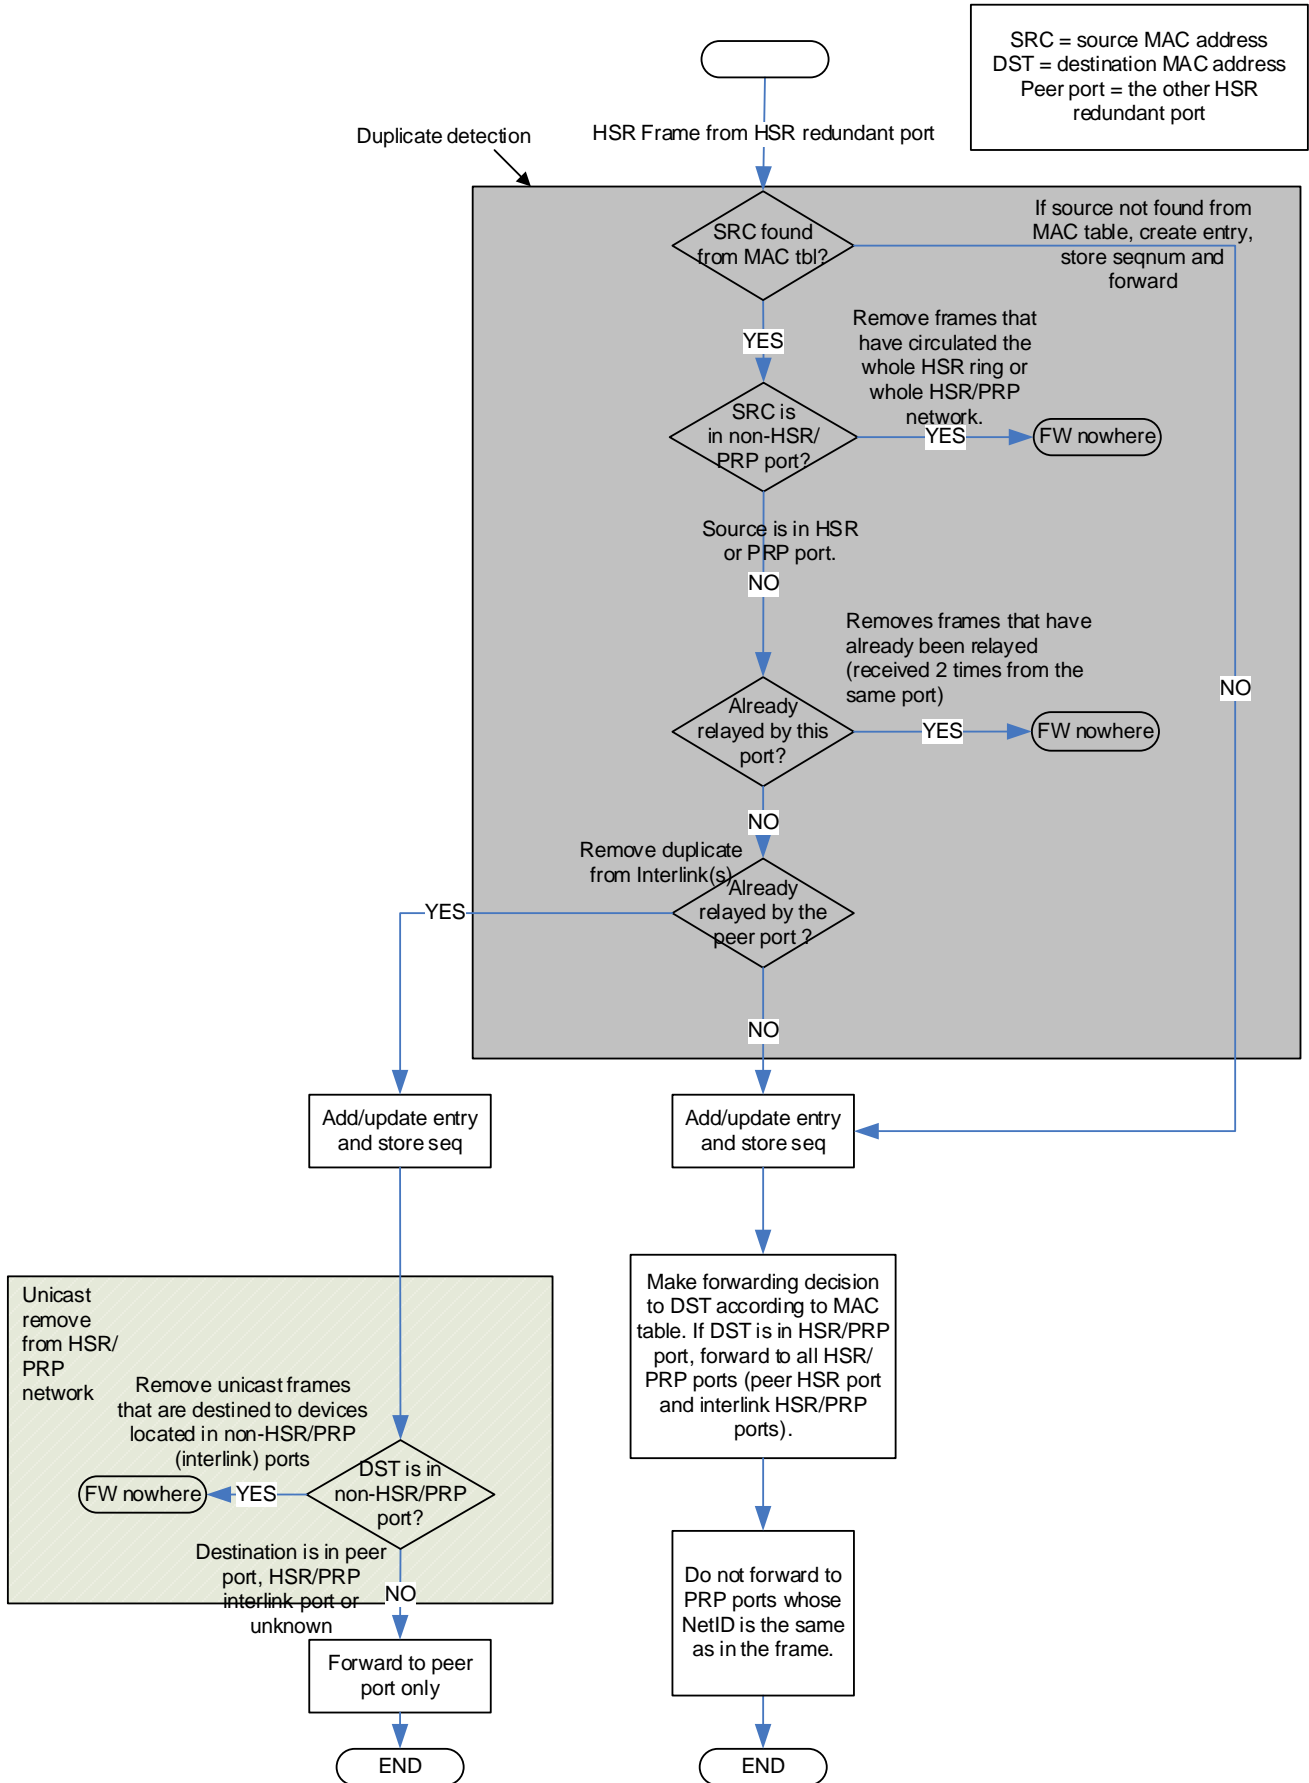 SRC = source MAC address
DST = destination MAC address
Peer port = the other HSR
redundant port
HSR Frame from HSR redundant port
Duplicate detection
SRC found
from MAC tbl?
If source not found from
MAC table, create entry,
store seqnum and
forward
YES
Remove frames that
have circulated the
whole HSR ring or
whole HSR/PRP
network.
SRC is
in non-HSR/
PRP port?
YES
FW nowhere
Source is in HSR
or PRP port.
NO
Removes frames that have
already been relayed
(received 2 times from the
same port)
NO
Already
relayed by this
port?
YES
FW nowhere
NO
Remove duplicate
from Interlink(s)
Already
relayed by the
peer port ?
YES
NO
Add/update entry
and store seq
Add/update entry
and store seq
Make forwarding decision
to DST according to MAC
table. If DST is in HSR/PRP
port, forward to all HSR/
PRP ports (peer HSR port
and interlink HSR/PRP
ports).
Unicast
remove
from HSR/
PRP
network
Remove unicast frames
that are destined to devices
located in non-HSR/PRP
(interlink) ports
DST is in
non-HSR/PRP
port?
YES
FW nowhere
Destination is in peer
port, HSR/PRP
interlink port or
unknown
NO
Do not forward to
PRP ports whose
NetID is the same
as in the frame.
Forward to peer
port only
END
END